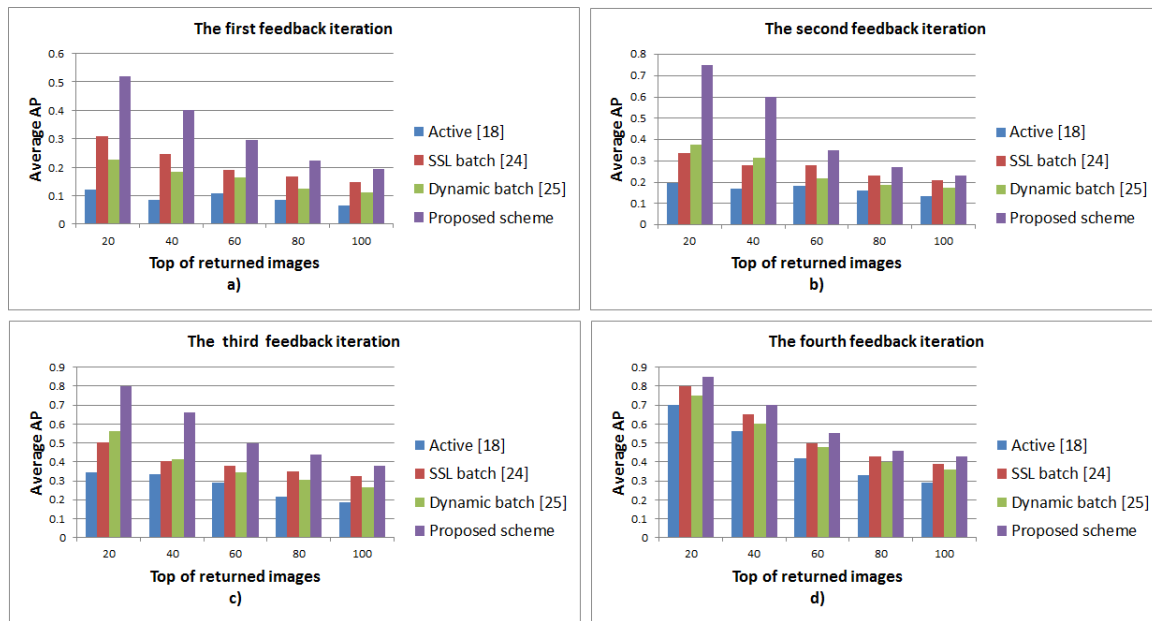 The first feedback iteration
Average AP
0.6
0.5
0.4
0.3
0.2
0.1
0
20 40 60 80 100
Top of returned images
a)
Active [18]
SSL batch [24]
Dynamic batch [25]
Proposed scheme
The second feedback iteration
Average AP
0.8
0.7
0.6
0.5
0.4
0.3
0.2
0.1
0
20 40 60 80 100
Top of returned images
b)
Active [18]
SSL batch [24]
Dynamic batch [25]
Proposed scheme
The third feedback iteration
Average AP
0.9
0.8
0.7
0.6
0.5
0.4
0.3
0.2
0.1
0
20 40 60 80 100
Top of returned images
c)
Active [18]
SSL batch [24]
Dynamic batch [25]
Proposed scheme
The fourth feedback iteration
Average AP
0.9
0.8
0.7
0.6
0.5
0.4
0.3
0.2
0.1
0
20 40 60 80 100
Top of returned images
d)
Active [18]
SSL batch [24]
Dynamic batch [25]
Proposed scheme